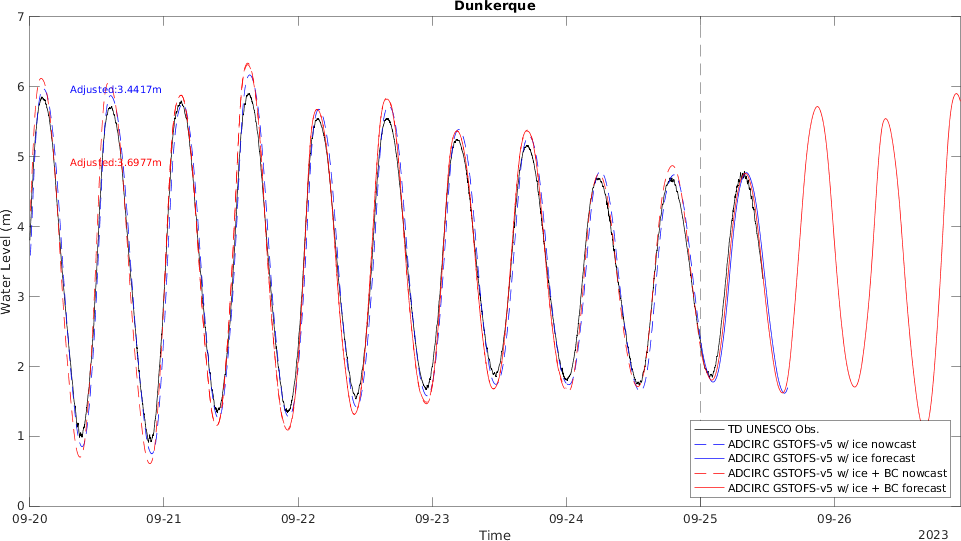 Dunkerque
7
6
5
4
3
2
1
0
Adjusted:3.4417m
Adjusted:3.6977m
Water Level (m)
TD UNESCO Obs.
ADCIRC GSTOFS-v5 w/ ice nowcast
ADCIRC GSTOFS-v5 w/ ice forecast
ADCIRC GSTOFS-v5 w/ ice + BC nowcast
ADCIRC GSTOFS-v5 w/ ice + BC forecast
09-20 09-21 09-22 09-23 09-24 09-25 09-26
Time
2023